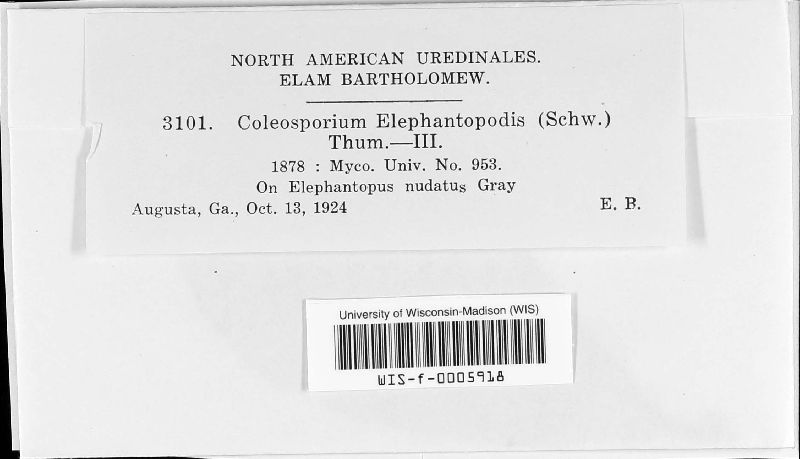 NORTH AMERICAN UREDINALES.
ELAM BARTHOLOMEW.
3101. Coleosporium Elephantopodis (Schw.)
Thum.—III.
1878 : Myco. Univ. No. 953.
On Elephantopus nudatus Gray
Augusta, Ga., Oct. 13, 1924 E. B.
University of Wisconsin-Madison (WIS)
WIS-f-0005918